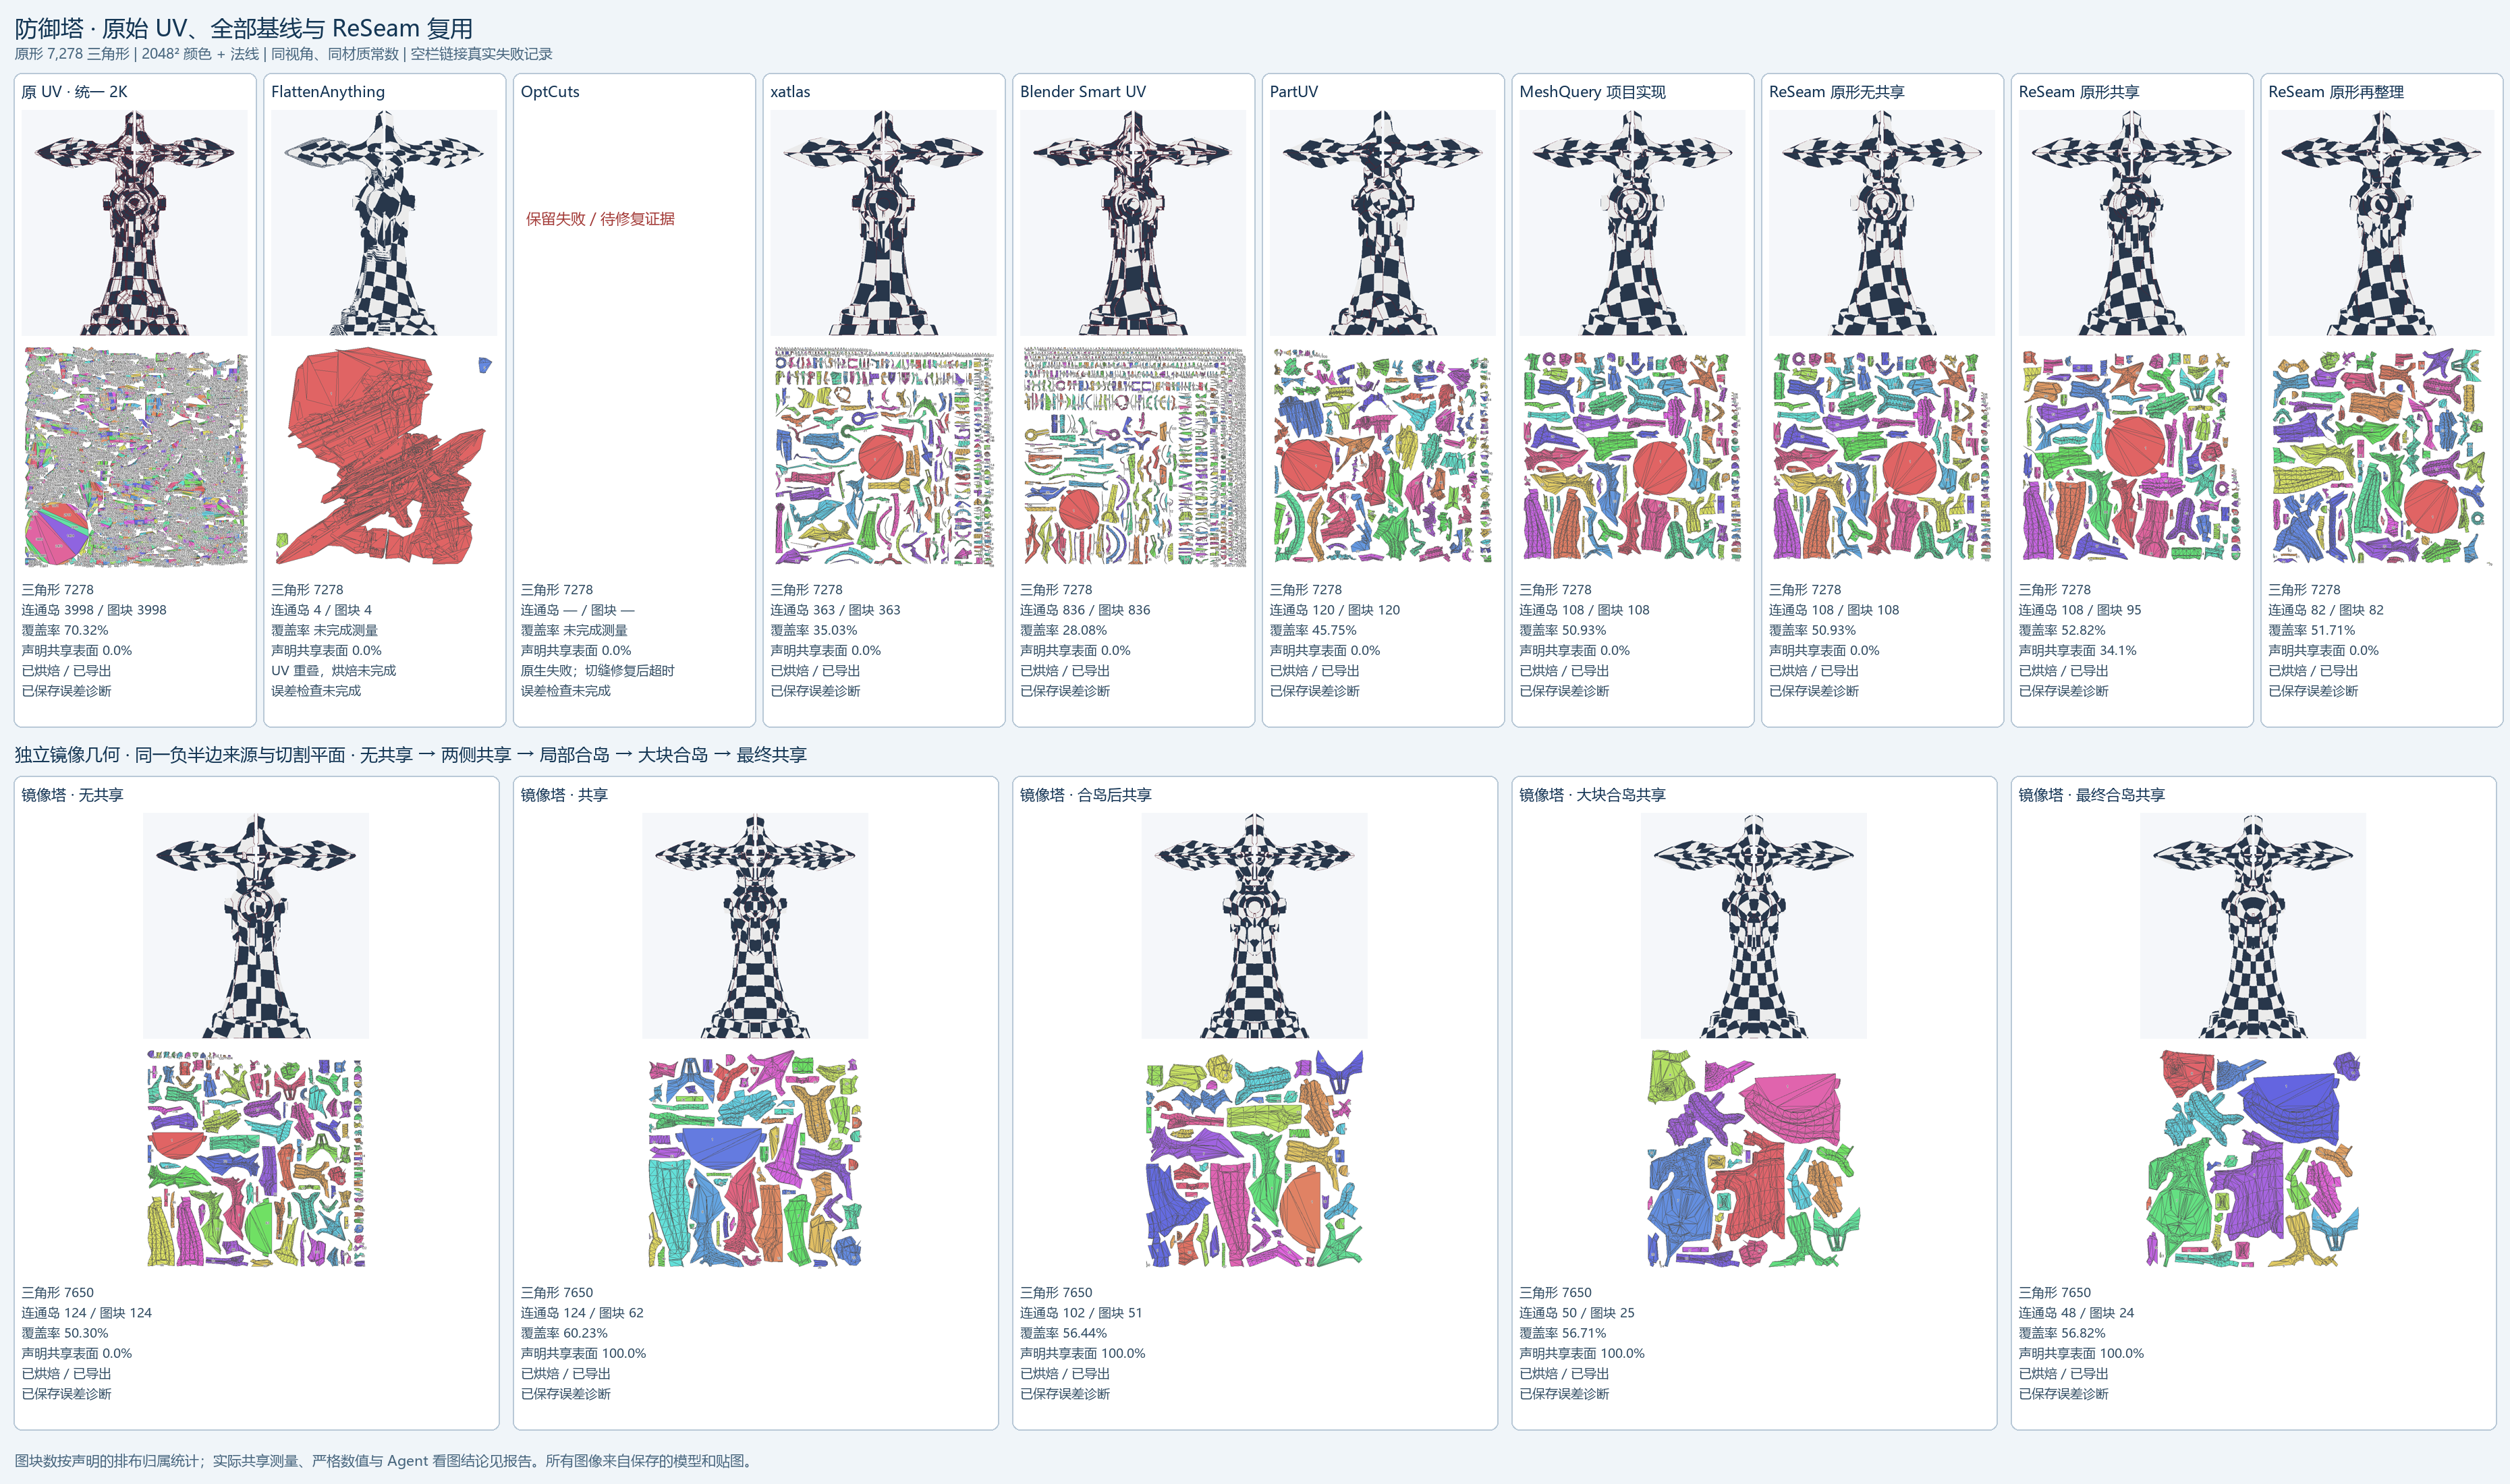 防御塔 · 原始 UV、全部基线与 ReSeam 复用
原形 7,278 三角形 | 2048² 颜色 + 法线 | 同视角、同材质常数 | 空栏链接真实失败记录
原 UV · 统一 2K
三角形 7278
连通岛 3998 / 图块 3998
覆盖率 70.32%
声明共享表面 0.0%
已烘焙 / 已导出
已保存误差诊断
FlattenAnything
三角形 7278
连通岛 4 / 图块 4
覆盖率 未完成测量
声明共享表面 0.0%
UV 重叠，烘焙未完成
误差检查未完成
OptCuts
保留失败 / 待修复证据
三角形 7278
连通岛 — / 图块 —
覆盖率 未完成测量
声明共享表面 0.0%
原生失败；切缝修复后超时
误差检查未完成
xatlas
三角形 7278
连通岛 363 / 图块 363
覆盖率 35.03%
声明共享表面 0.0%
已烘焙 / 已导出
已保存误差诊断
Blender Smart UV
三角形 7278
连通岛 836 / 图块 836
覆盖率 28.08%
声明共享表面 0.0%
已烘焙 / 已导出
已保存误差诊断
PartUV
三角形 7278
连通岛 120 / 图块 120
覆盖率 45.75%
声明共享表面 0.0%
已烘焙 / 已导出
已保存误差诊断
MeshQuery 项目实现
三角形 7278
连通岛 108 / 图块 108
覆盖率 50.93%
声明共享表面 0.0%
已烘焙 / 已导出
已保存误差诊断
ReSeam 原形无共享
三角形 7278
连通岛 108 / 图块 108
覆盖率 50.93%
声明共享表面 0.0%
已烘焙 / 已导出
已保存误差诊断
ReSeam 原形共享
三角形 7278
连通岛 108 / 图块 95
覆盖率 52.82%
声明共享表面 34.1%
已烘焙 / 已导出
已保存误差诊断
ReSeam 原形再整理
三角形 7278
连通岛 82 / 图块 82
覆盖率 51.71%
声明共享表面 0.0%
已烘焙 / 已导出
已保存误差诊断
独立镜像几何 · 同一负半边来源与切割平面 · 无共享 → 两侧共享 → 局部合岛 → 大块合岛 → 最终共享
镜像塔 · 无共享
三角形 7650
连通岛 124 / 图块 124
覆盖率 50.30%
声明共享表面 0.0%
已烘焙 / 已导出
已保存误差诊断
镜像塔 · 共享
三角形 7650
连通岛 124 / 图块 62
覆盖率 60.23%
声明共享表面 100.0%
已烘焙 / 已导出
已保存误差诊断
镜像塔 · 合岛后共享
三角形 7650
连通岛 102 / 图块 51
覆盖率 56.44%
声明共享表面 100.0%
已烘焙 / 已导出
已保存误差诊断
镜像塔 · 大块合岛共享
三角形 7650
连通岛 50 / 图块 25
覆盖率 56.71%
声明共享表面 100.0%
已烘焙 / 已导出
已保存误差诊断
镜像塔 · 最终合岛共享
三角形 7650
连通岛 48 / 图块 24
覆盖率 56.82%
声明共享表面 100.0%
已烘焙 / 已导出
已保存误差诊断
图块数按声明的排布归属统计；实际共享测量、严格数值与 Agent 看图结论见报告。所有图像来自保存的模型和贴图。